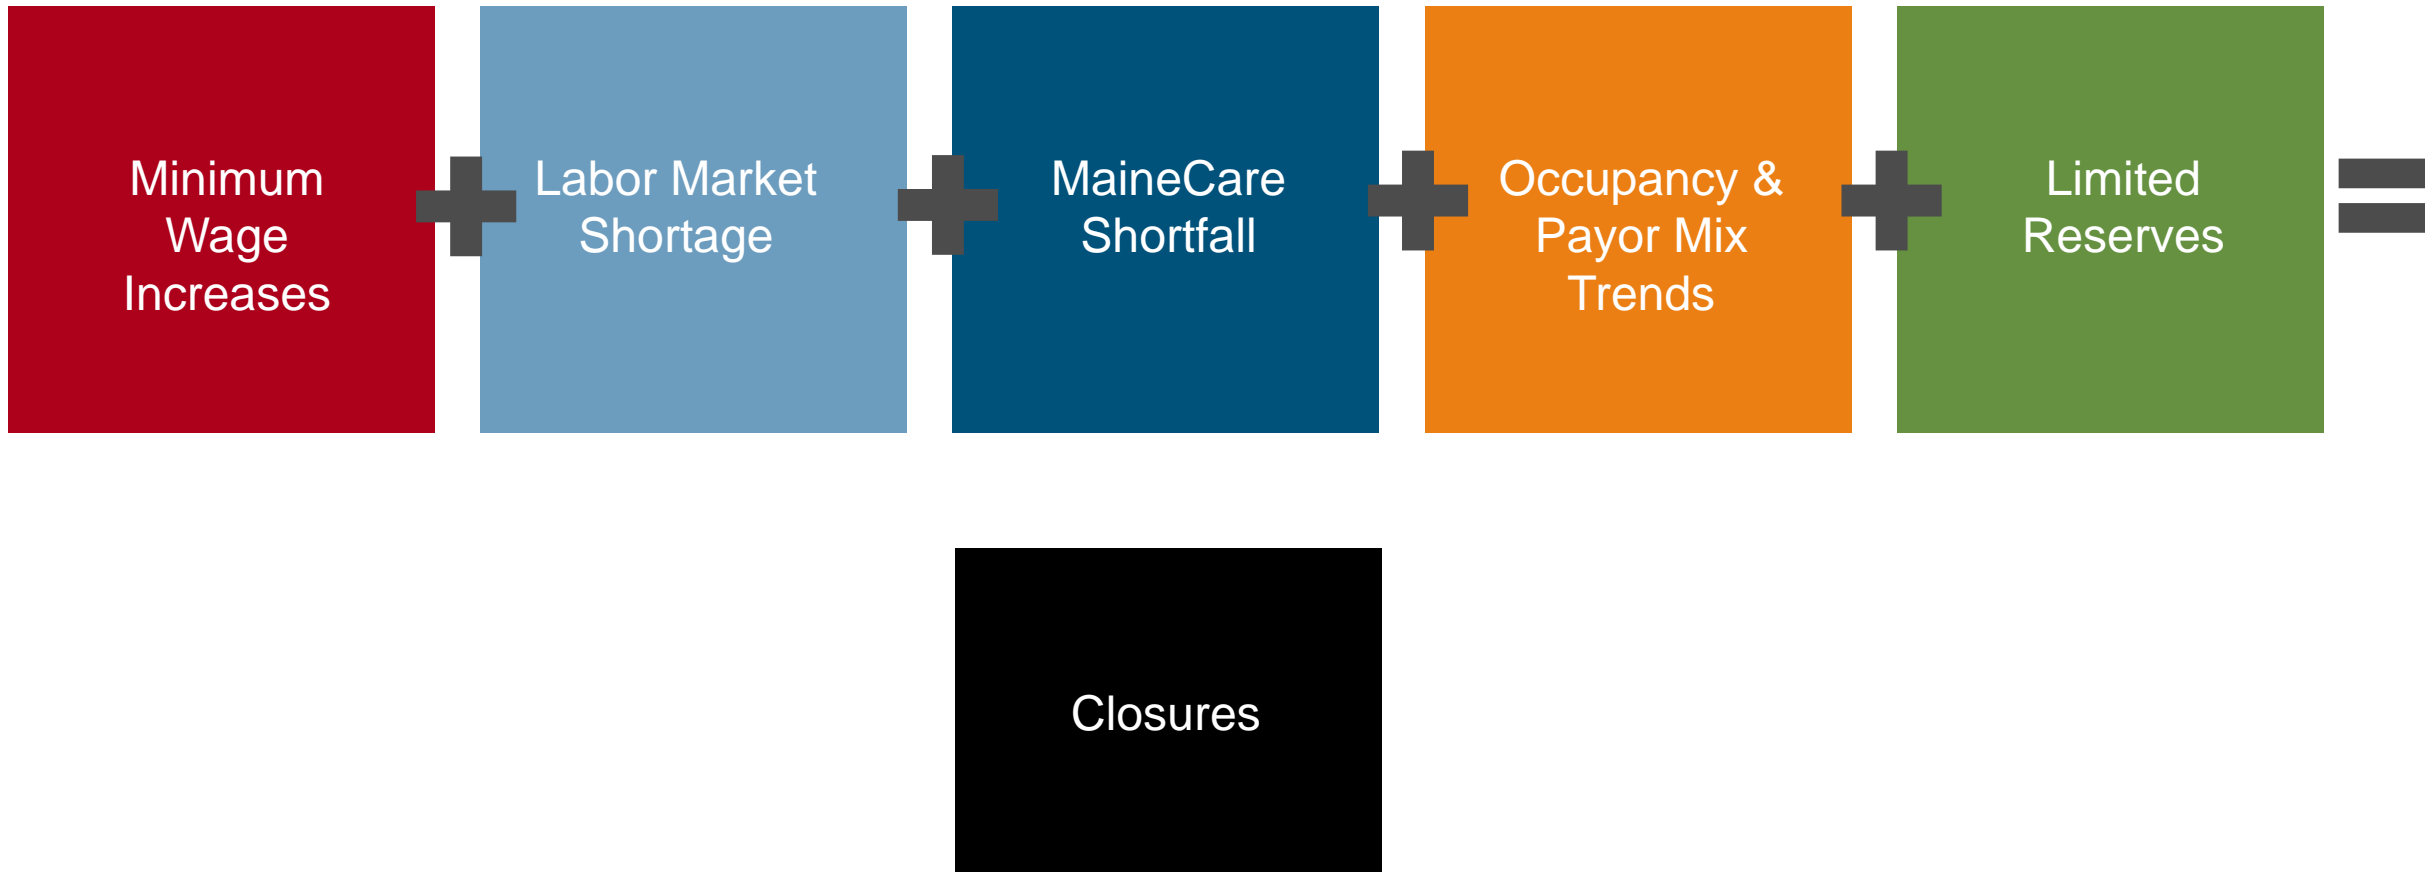 Minimum
Wage
Increases
Labor Market
Shortage
MaineCare
Shortfall
Occupancy &
Payor Mix
Trends
Limited
Reserves
Closures